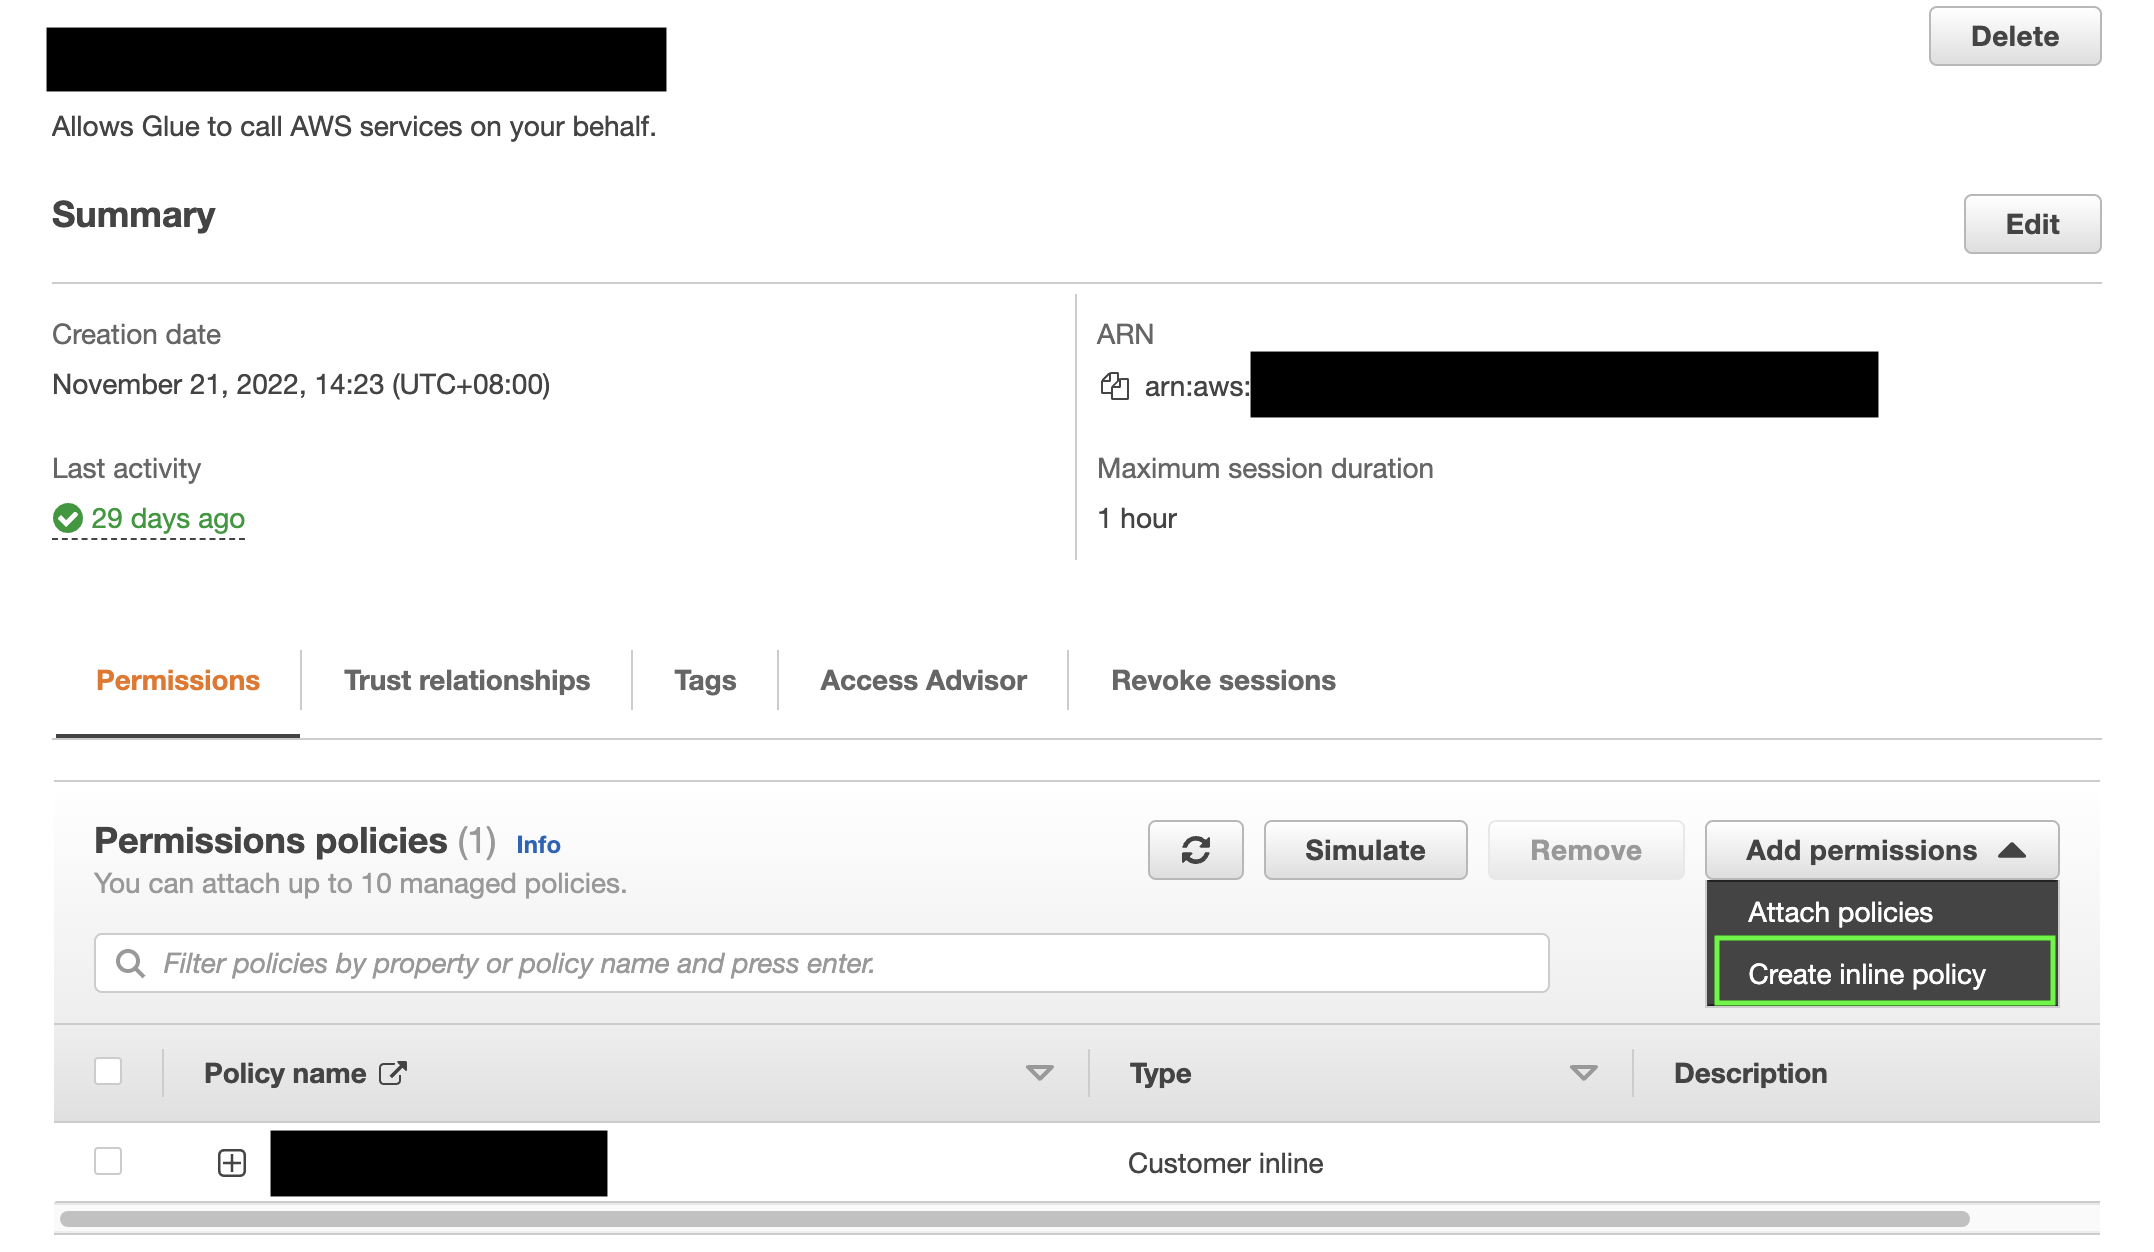 Delete
Allows Glue to call AWS services on your behalf.
Summary
Edit
Creation date
November 21, 2022, 14:23 (UTC+08:00)
ARN
arn:aws:
Last activity
29 days ago
Maximum session duration
1 hour
Permissions
Trust relationships
Tags
Access Advisor
Revoke sessions
Permissions policies (1) Info
You can attach up to 10 managed policies.
Simulate
Remove
Add permissions
Attach policies
Create inline policy
Filter policies by property or policy name and press enter.
Policy name
Type
Description
Customer inline